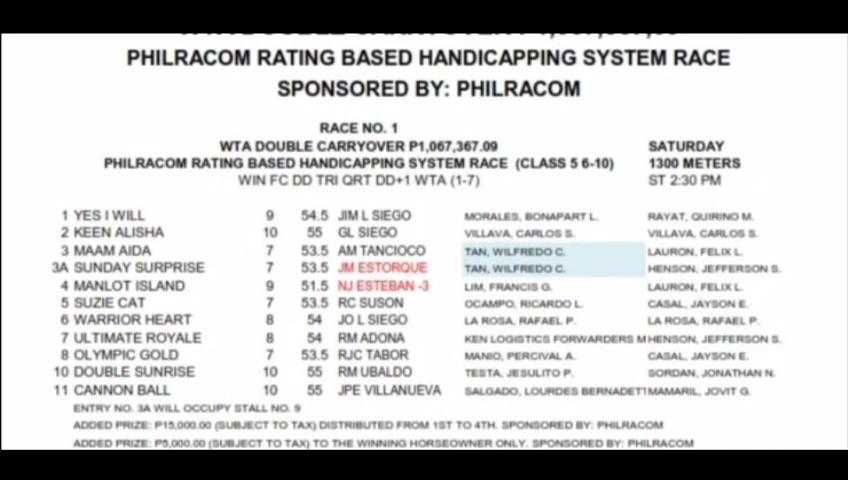 WTA DOUBLE CARRYOVER P1,067,367.09
PHILRACOM RATING BASED HANDICAPPING SYSTEM RACE
SPONSORED BY: PHILRACOM
RACE NO. 1
WTA DOUBLE CARRYOVER P1,067,367.09 SATURDAY
PHILRACOM RATING BASED HANDICAPPING SYSTEM RACE (CLASS 5 6-10) 1300 METERS
WIN FC DD TRI QRT DD+1 WTA (1-7) ST 2:30 PM
1 YES I WILL 9 54.5 JIM L SIEGO MORALES, BONAPART L. RAYAT, QUIRINO M.
2 KEEN ALISHA 10 55 GL SIEGO VILLAVA, CARLOS S. VILLAVA, CARLOS S.
3 MAAM AIDA 7 53.5 AM TANCIOCO TAN, WILFREDO C. LAURON, FELIX L.
3A SUNDAY SURPRISE 7 53.5 JM ESTORQUE TAN, WILFREDO C. HENSON, JEFFERSON S.
4 MANLOT ISLAND 9 51.5 NJ ESTEBAN -3 LIM, FRANCIS G. LAURON, FELIX L.
5 SUZIE CAT 7 53.5 RC SUSON OCAMPO, RICARDO L. CASAL, JAYSON E.
6 WARRIOR HEART 8 54 JO L SIEGO LA ROSA, RAFAEL P. LA ROSA, RAFAEL P.
7 ULTIMATE ROYALE 8 54 RM ADONA KEN LOGISTICS FORWARDERS M HENSON, JEFFERSON S.
8 OLYMPIC GOLD 7 53.5 RJC TABOR MANIO, PERCIVAL A. CASAL, JAYSON E.
10 DOUBLE SUNRISE 10 55 RM UBALDO TESTA, JESULITO P. SORDAN, JONATHAN N.
11 CANNON BALL 10 55 JPE VILLANUEVA SALGADO, LOURDES BERNADET MAMARIL, JOVIT G.
ENTRY NO. 3A WILL OCCUPY STALL NO. 9
ADDED PRIZE: P15,000.00 (SUBJECT TO TAX) DISTRIBUTED FROM 1ST TO 4TH. SPONSORED BY: PHILRACOM
ADDED PRIZE: P5,000.00 (SUBJECT TO TAX) TO THE WINNING HORSEOWNER ONLY. SPONSORED BY: PHILRACOM